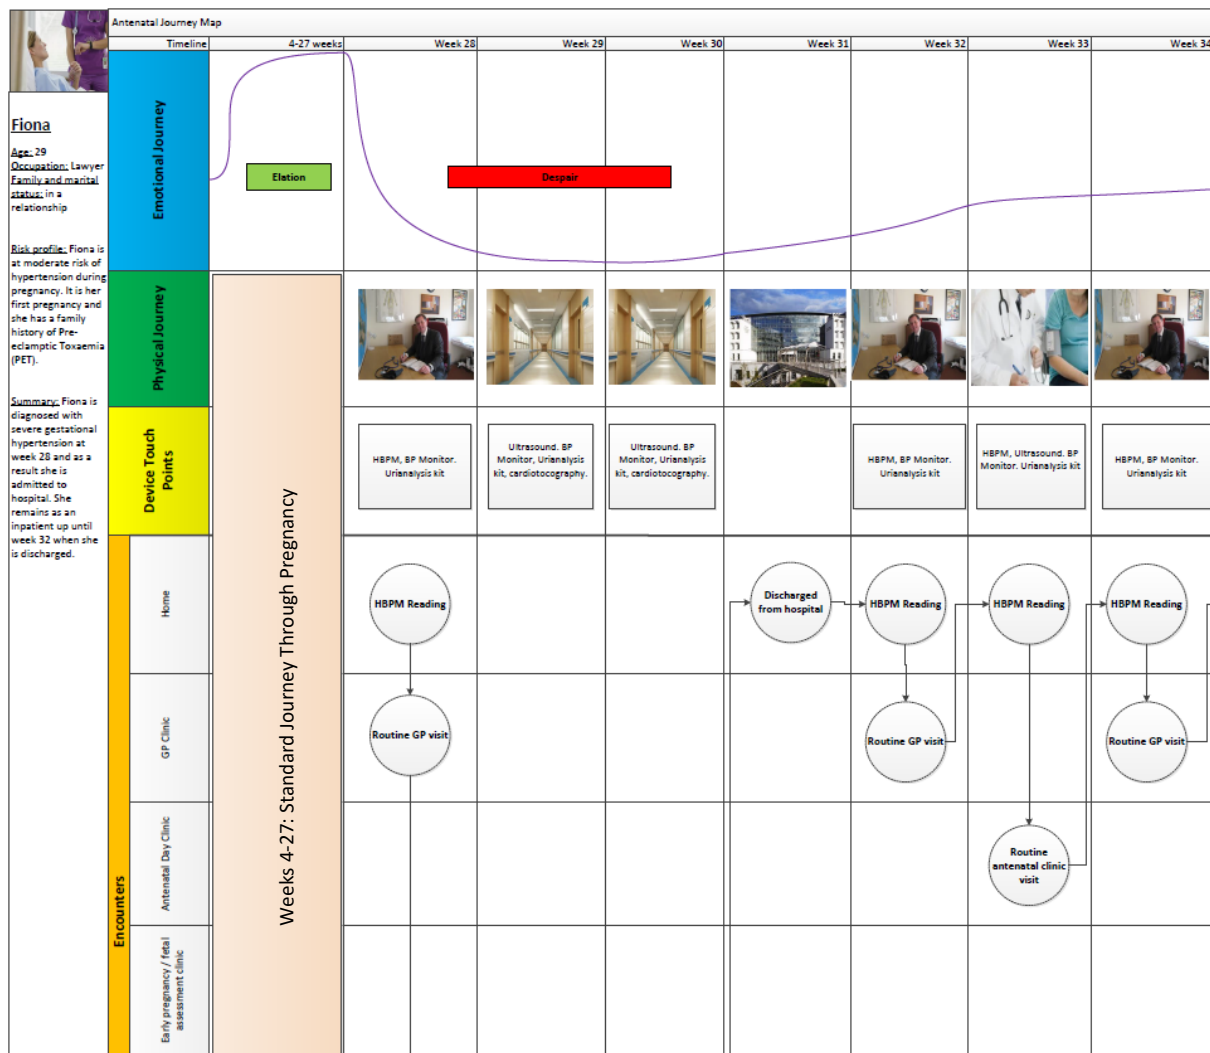 Antenatal Journey Map
Timeline
4-27 weeks
Week 28
Week 29
Week 30
Week 31
Week 32
Week 33
Week 34
Fiona
Age: 29
Occupation: Lawyer
Family and marital
status: in a
relationship
Risk profile: Fiona is
at moderate risk of
hypertension during
pregnancy. It is her
first pregnancy and
she has a family
history of Pre-
eclamptic Toxaemia
(PET).
Summary: Fiona is
diagnosed with
severe gestational
hypertension at
week 28 and as a
result she is
admitted to
hospital. She
remains as an
inpatient up until
week 32 when she
is discharged.
Emotional Journey
Elation
Despair
Physical Journey
Device Touch
Points
HBPM, BP Monitor.
Urianalysis kit
Ultrasound. BP
Monitor, Urianalysis
kit, cardiotocography.
Ultrasound. BP
Monitor, Urianalysis
kit, cardiotocography.
HBPM, BP Monitor.
Urianalysis kit
HBPM, Ultrasound. BP
Monitor. Urianalysis kit
HBPM, BP Monitor.
Urianalysis kit
Weeks 4-27: Standard Journey Through Pregnancy
Encounters
Home
HBPM Reading
Discharged
from hospital
HBPM Reading
HBPM Reading
HBPM Reading
GP Clinic
Routine GP visit
Routine GP visit
Routine GP visit
Antenatal Day Clinic
Routine
antenatal clinic
visit
Early pregnancy / fetal
assessment clinic